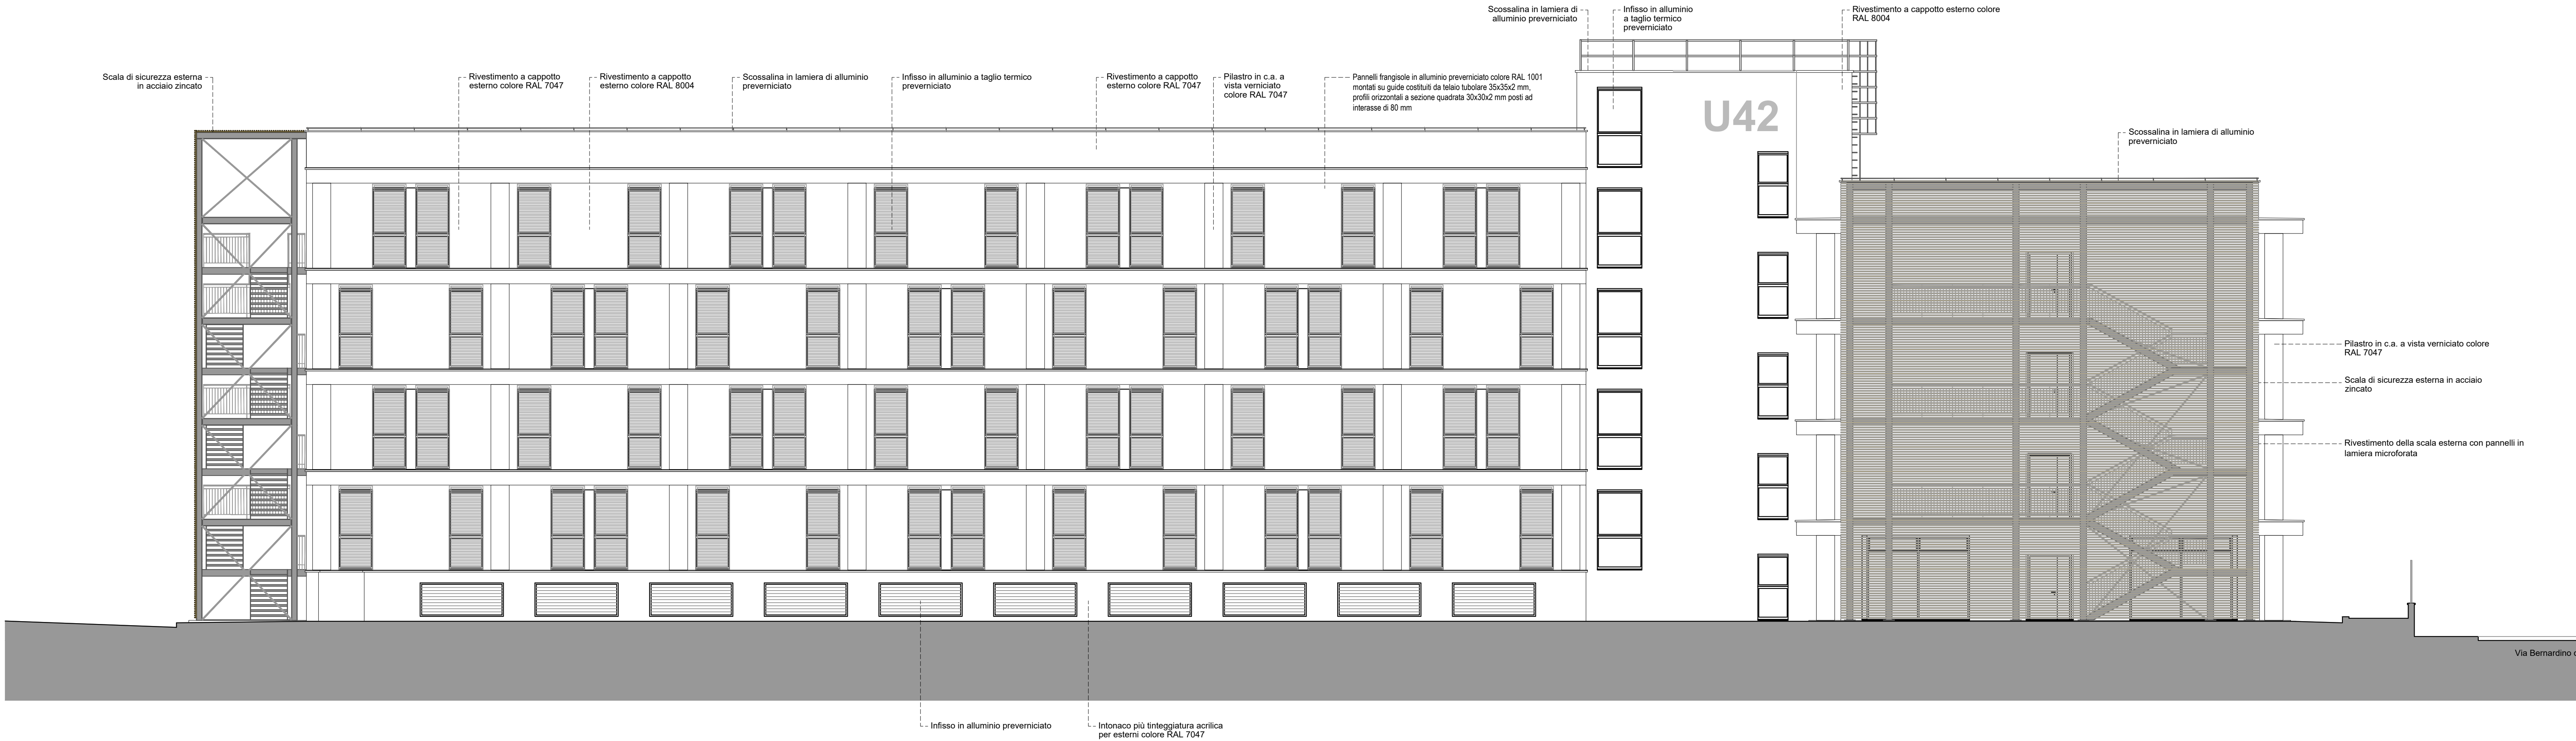 Scossalina in lamiera di
alluminio preverniciato
Infisso in alluminio
a taglio termico
preverniciato
Rivestimento a cappotto esterno colore
RAL 8004
Scala di sicurezza esterna
in acciaio zincato
Rivestimento a cappotto
esterno colore RAL 7047
Rivestimento a cappotto
esterno colore RAL 8004
Scossalina in lamiera di alluminio
preverniciato
Infisso in alluminio a taglio termico
preverniciato
Rivestimento a cappotto
esterno colore RAL 7047
Pilastro in c.a. a
vista verniciato
colore RAL 7047
Pannelli frangisole in alluminio preverniciato colore RAL 1001
montati su guide costituiti da telaio tubolare 35x35x2 mm,
profili orizzontali a sezione quadrata 30x30x2 mm posti ad
interasse di 80 mm
U42
Scossalina in lamiera di alluminio
preverniciato
Pilastro in c.a. a vista verniciato colore
RAL 7047
Scala di sicurezza esterna in acciaio
zincato
Rivestimento della scala esterna con pannelli in
lamiera microforata
Via Bernardino
Infisso in alluminio preverniciato
Intonaco più tinteggiatura acrilica
per esterni colore RAL 7047